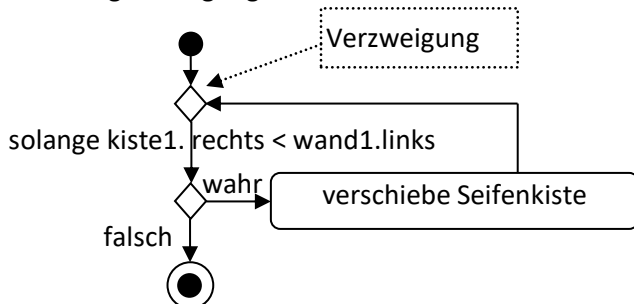 Verzweigung
solange kiste1. rechts < wand1.links
wahr
verschiebe Seifenkiste
falsch